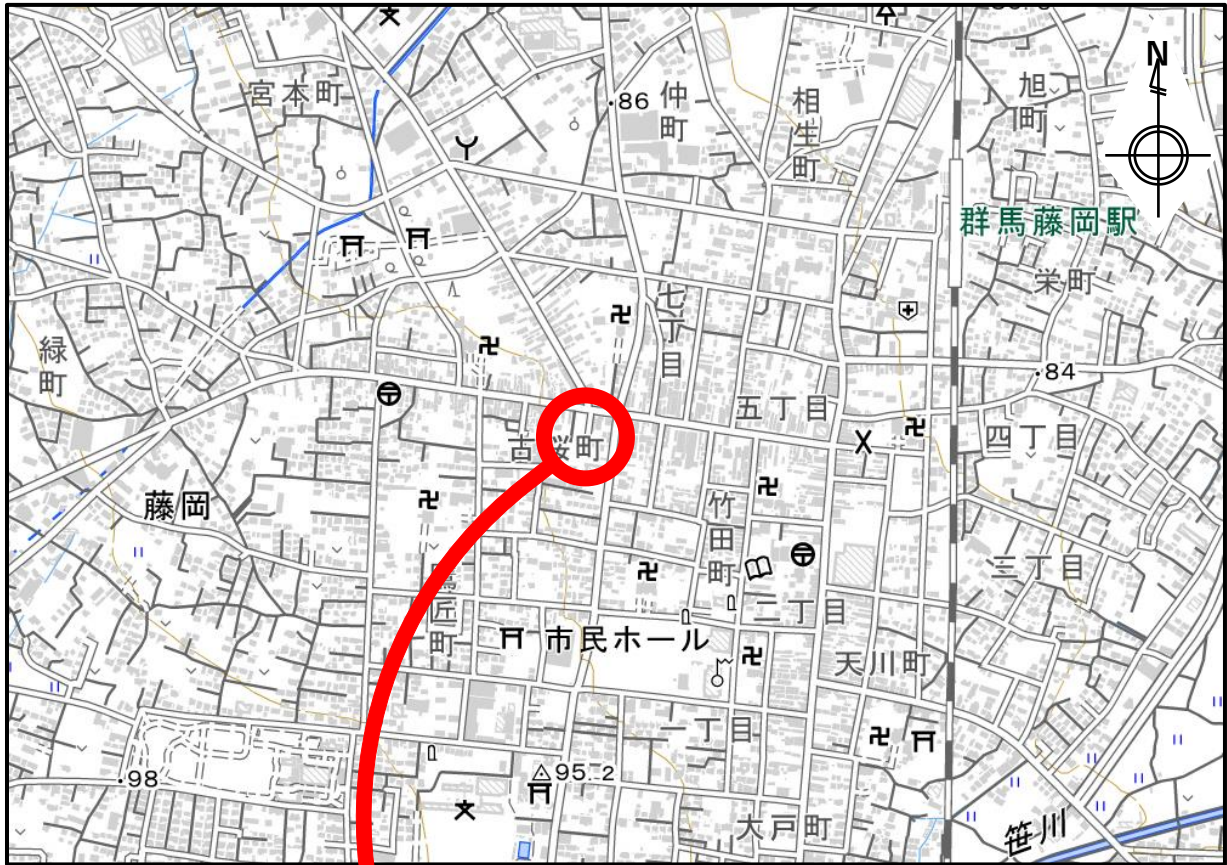 宮本町
・86
仲町
相生町
旭町
N
群馬藤岡駅
栄町
緑町
七丁目
・84
五丁目
四丁目
古桜町
藤岡
竹田町
三丁目
二丁目
市民ホール
天川町
一丁目
・98
95.2
大戸町
笹川